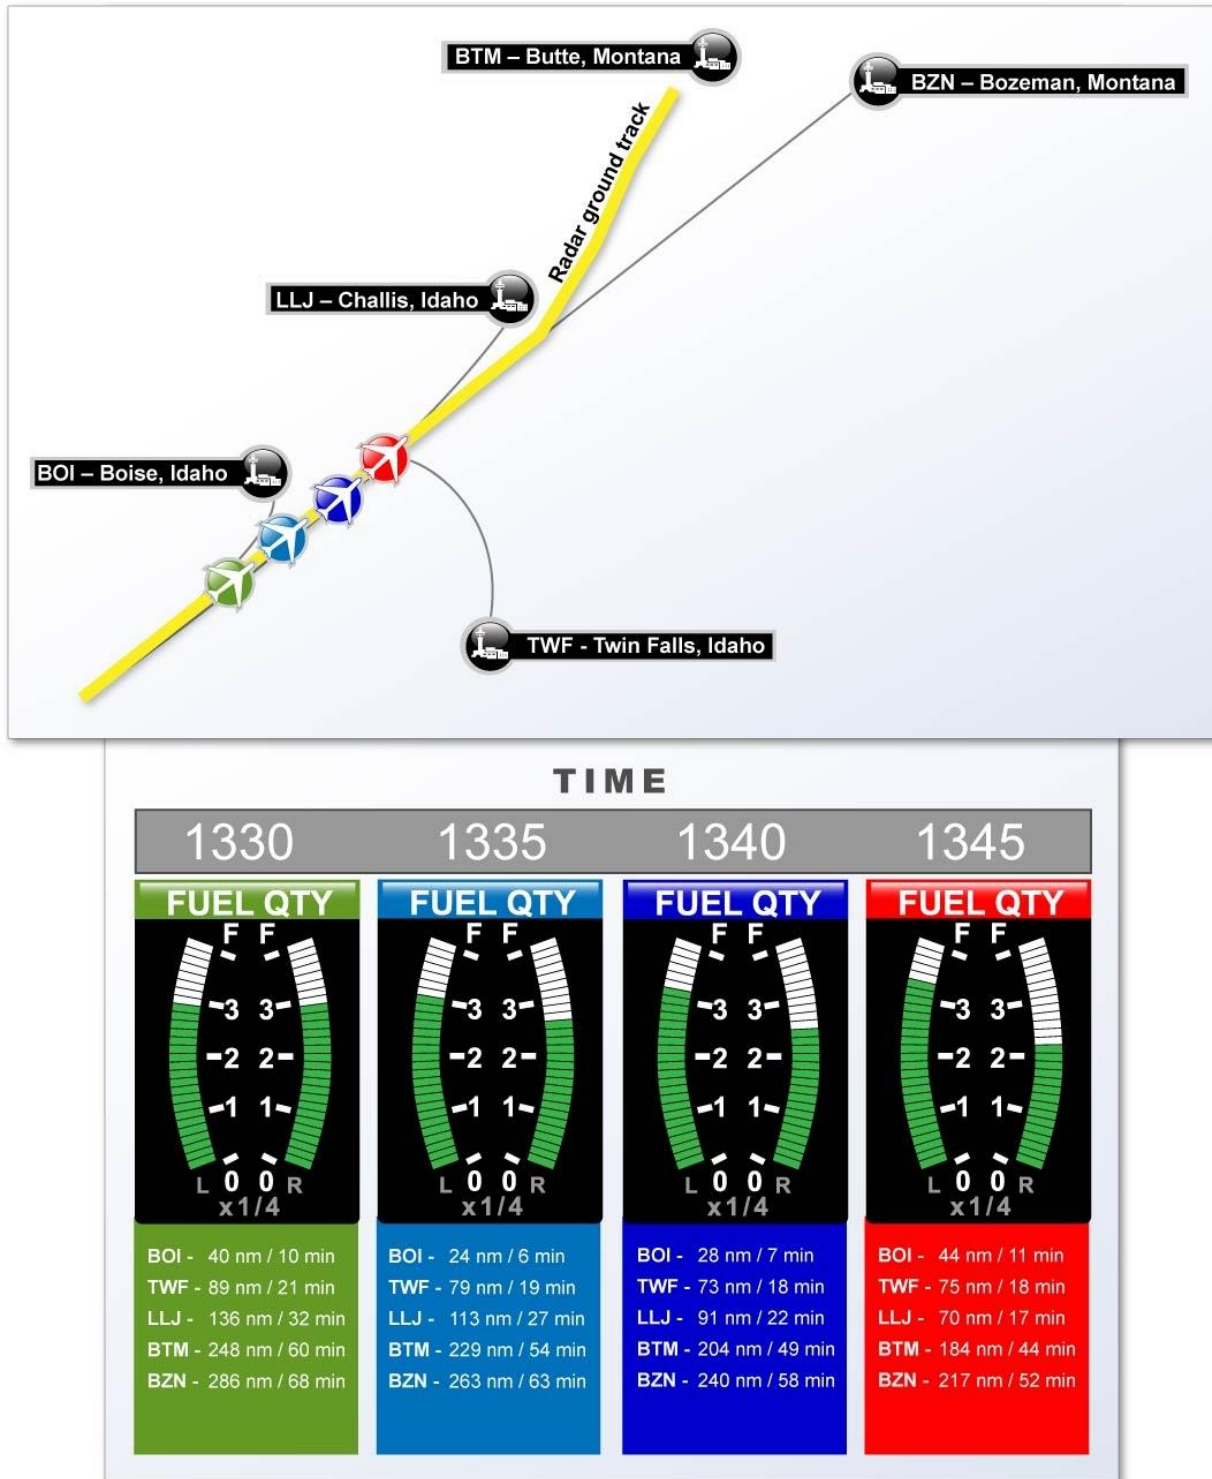 BTM – Butte, Montana
BZN – Bozeman, Montana
Radar ground track
LLJ – Challis, Idaho
BOI – Boise, Idaho
TWF - Twin Falls, Idaho
TIME
1330 1335 1340 1345
FUEL QTY FUEL QTY FUEL QTY FUEL QTY
F F F F F F F F
3 3 3 3 3 3 3 3
2 2 2 2 2 2 2 2
1 1 1 1 1 1 1 1
L 0 0 R L 0 0 R L 0 0 R L 0 0 R
x1/4 x1/4 x1/4 x1/4
BOI - 40 nm / 10 min
TWF - 89 nm / 21 min
LLJ - 136 nm / 32 min
BTM - 248 nm / 60 min
BZN - 286 nm / 68 min
BOI - 24 nm / 6 min
TWF - 79 nm / 19 min
LLJ - 113 nm / 27 min
BTM - 229 nm / 54 min
BZN - 263 nm / 63 min
BOI - 28 nm / 7 min
TWF - 73 nm / 18 min
LLJ - 91 nm / 22 min
BTM - 204 nm / 49 min
BZN - 240 nm / 58 min
BOI - 44 nm / 11 min
TWF - 75 nm / 18 min
LLJ - 70 nm / 17 min
BTM - 184 nm / 44 min
BZN - 217 nm / 52 min